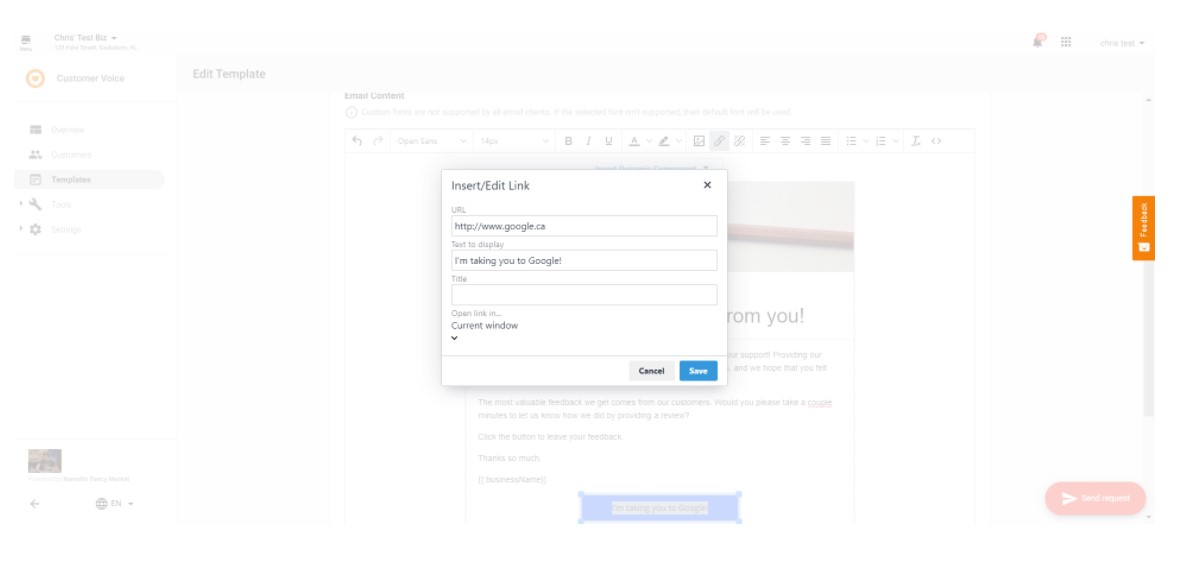 Chris' Test Biz
123 Fake Street, Saskatoon, AL
Menu
chris test
Customer Voice
Edit Template
Overview
Customers
Templates
Tools
Settings
Email Content
Custom fonts are not supported by all email clients. If the selected font isn't supported, their default font will be used.
Open Sans
14px
B I U A
Insert Dynamic Component
Insert/Edit Link
URL
http://www.google.ca
Text to display
I'm taking you to Google!
Title
Open link in...
Current window
Cancel
Save
rom you!
our support! Providing our
, and we hope that you felt
The most valuable feedback we get comes from our customers. Would you please take a couple
minutes to let us know how we did by providing a review?
Click the button to leave your feedback.
Thanks so much,
{{ businessName}}
I'm taking you to Google!
Feedback
Send request
EN